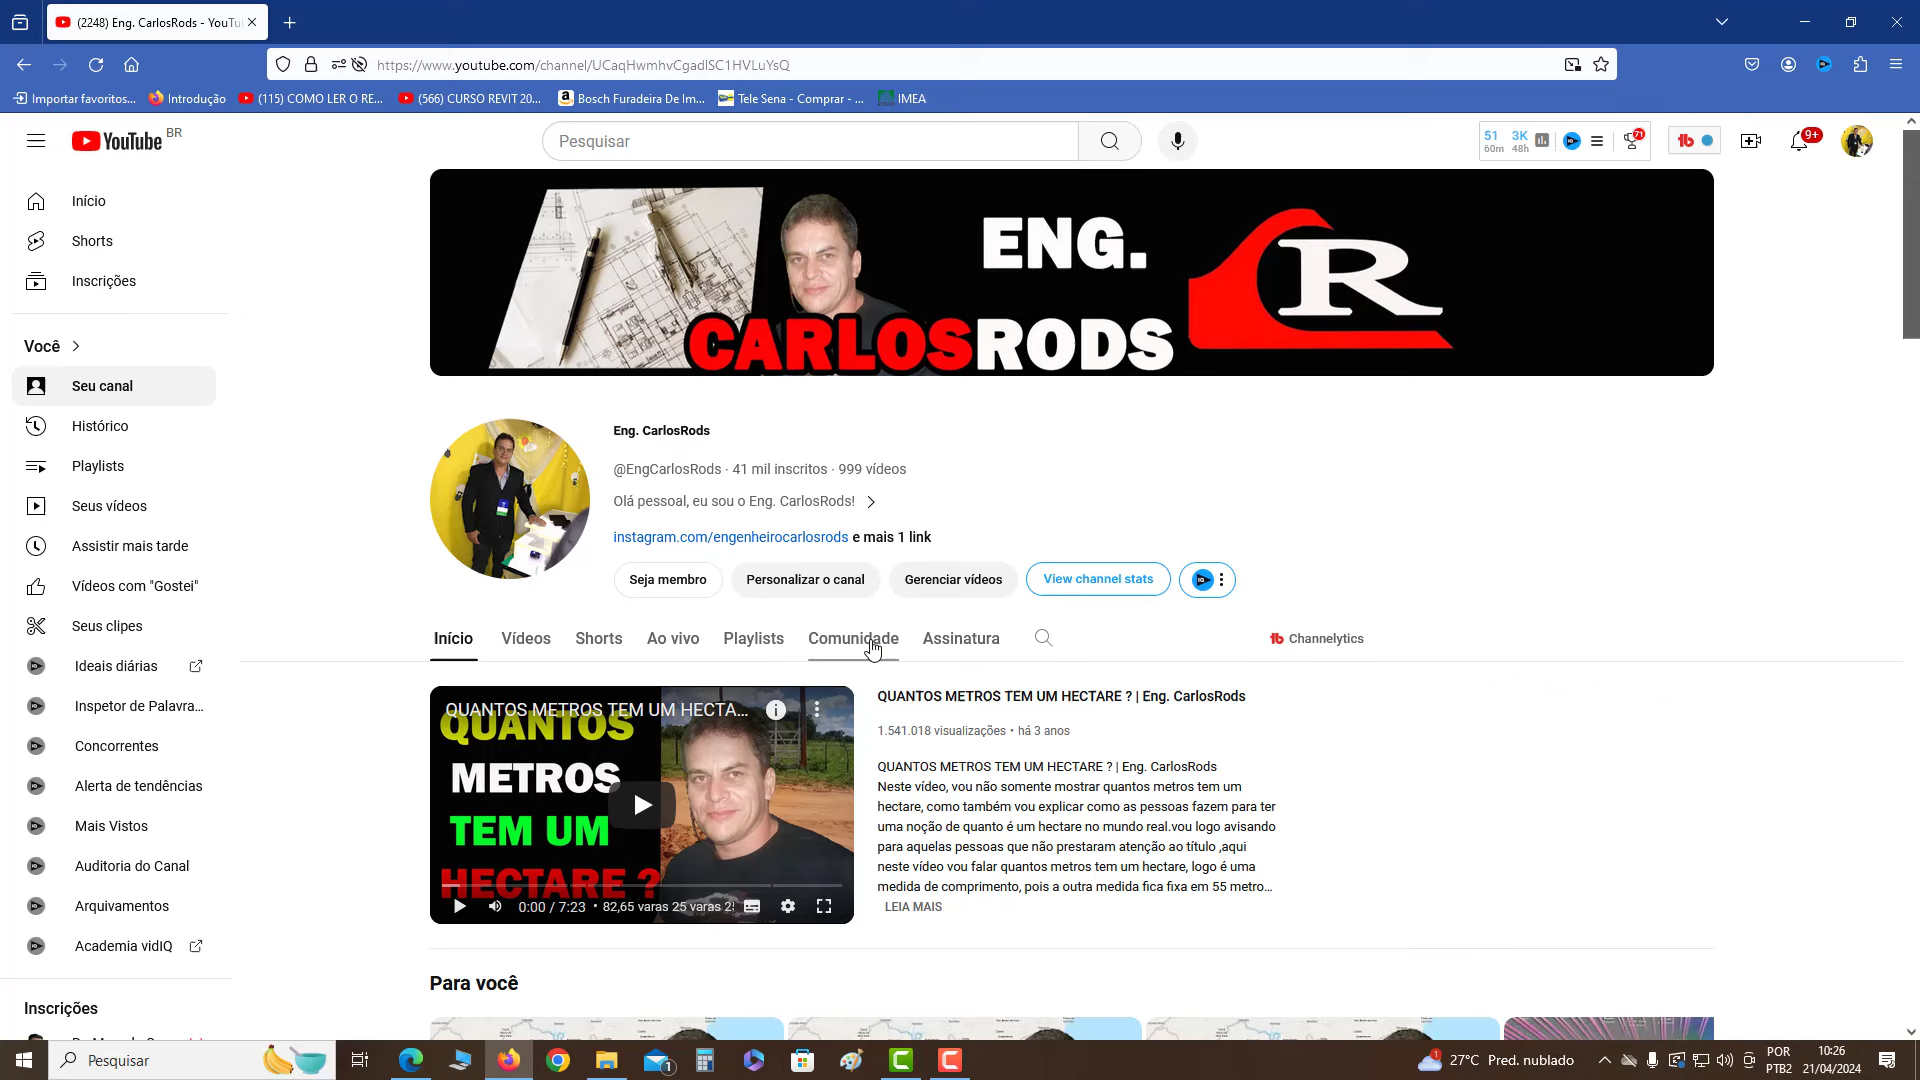 (2248) Eng. CarlosRods - YouTu
https://www.youtube.com/channel/UCaqHwmhvCgadISC1HVLuYsQ
Importar favoritos...
Introdução
(115) COMO LER O RE...
(566) CURSO REVIT 20...
Bosch Furadeira De Im...
Tele Sena - Comprar - ...
IMEA
YouTube BR
Pesquisar
51
60m
3K
48h
71
9+
Início
Shorts
Inscrições
Você
Seu canal
Histórico
Playlists
Seus vídeos
Assistir mais tarde
Vídeos com "Gostei"
Seus clipes
Ideais diárias
Inspetor de Palavra...
Concorrentes
Alerta de tendências
Mais Vistos
Auditoria do Canal
Arquivamentos
Academia vidIQ
Inscrições
ENG.
CARLOSRODS
R
Eng. CarlosRods
@EngCarlosRods · 41 mil inscritos · 999 vídeos
Olá pessoal, eu sou o Eng. CarlosRods!
instagram.com/engenheirocarlosrods e mais 1 link
Seja membro
Personalizar o canal
Gerenciar vídeos
View channel stats
Início
Vídeos
Shorts
Ao vivo
Playlists
Comunidade
Assinatura
Channelytics
QUANTOS METROS TEM UM HECTA...
QUANTOS
METROS
TEM UM
HECTARE ?
0:00 / 7:23 • 82,65 varas 25 varas
QUANTOS METROS TEM UM HECTARE ? | Eng. CarlosRods
1.541.018 visualizações • há 3 anos
QUANTOS METROS TEM UM HECTARE ? | Eng. CarlosRods
Neste vídeo, vou não somente mostrar quantos metros tem um
hectare, como também vou explicar como as pessoas fazem para ter
uma noção de quanto é um hectare no mundo real.vou logo avisando
para aquelas pessoas que não prestaram atenção ao título ,aqui
neste vídeo vou falar quantos metros tem um hectare, logo é uma
medida de comprimento, pois a outra medida fica fixa em 55 metro...
LEIA MAIS
Para você
Pesquisar
1
1
27°C Pred. nublado
POR
PTB2
10:26
21/04/2024